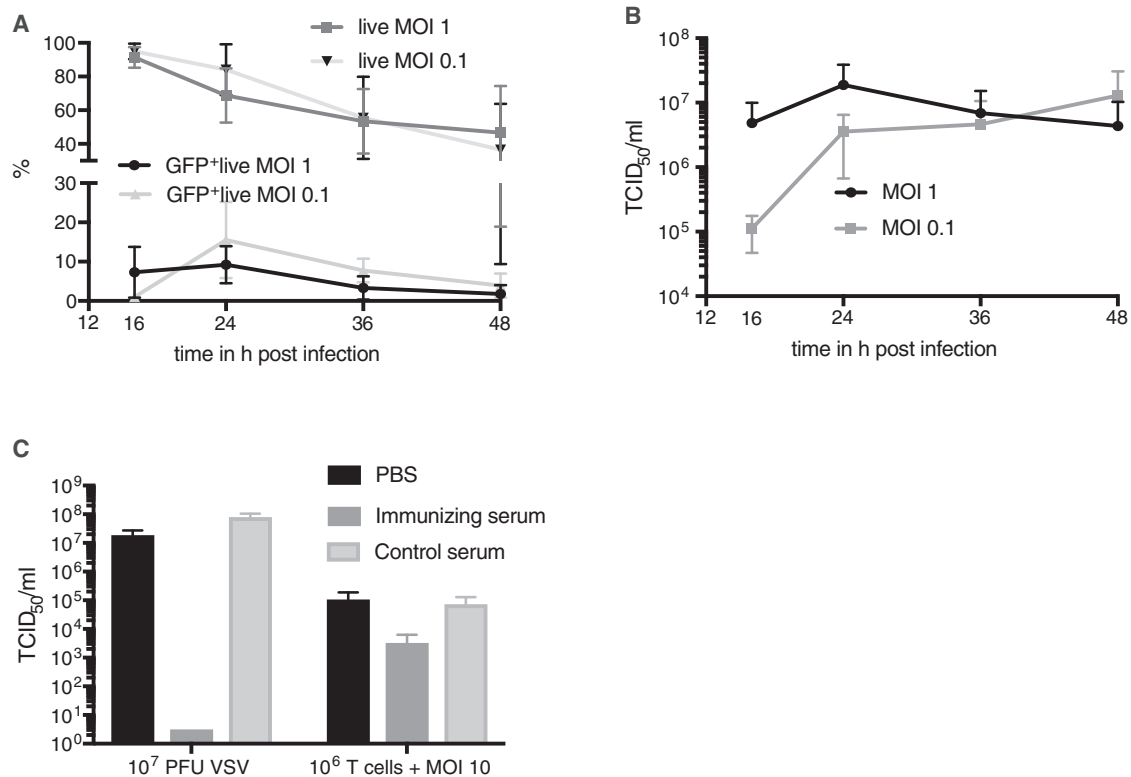 A
live MOI 1
live MOI 0.1
100
80
60
40
%
GFP⁺live MOI 1
GFP⁺live MOI 0.1
30
20
10
0
12 16 24 36 48
time in h post infection
B
10⁸
10⁷
10⁶
10⁵
10⁴
TCID₅₀/ml
MOI 1
MOI 0.1
12 16 24 36 48
time in h post infection
C
PBS
Immunizing serum
Control serum
10⁹
10⁸
10⁷
10⁶
10⁵
10⁴
10³
10²
10¹
10⁰
TCID₅₀/ml
10⁷ PFU VSV
10⁶ T cells + MOI 10